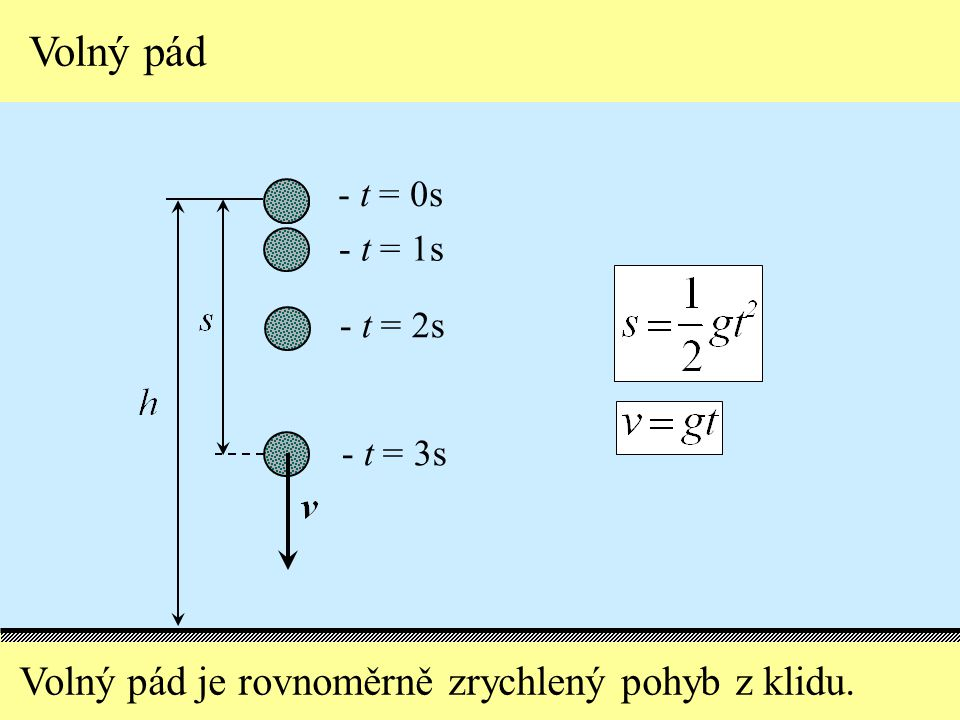 Volný pád
- t = 0s
- t = 1s
s
- t = 2s
s = 1/2 gt²
h
v = gt
- t = 3s
v
Volný pád je rovnoměrně zrychlený pohyb z klidu.